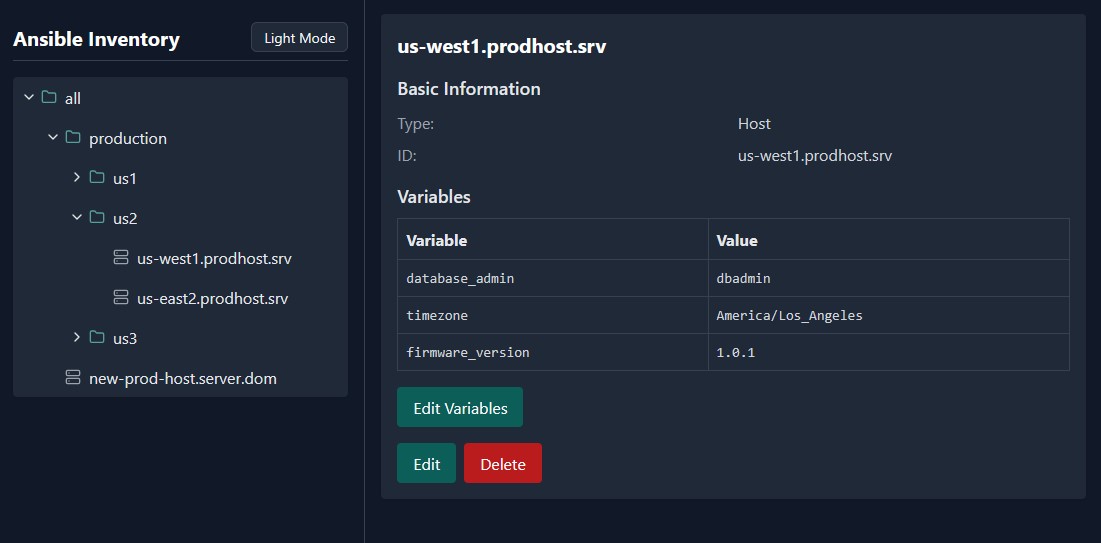 Ansible Inventory
Light Mode
all
production
us1
us2
us-west1.prodhost.srv
us-east2.prodhost.srv
us3
new-prod-host.server.dom
us-west1.prodhost.srv
Basic Information
Type: Host
ID: us-west1.prodhost.srv
Variables
Variable Value
database_admin dbadmin
timezone America/Los_Angeles
firmware_version 1.0.1
Edit Variables
Edit Delete